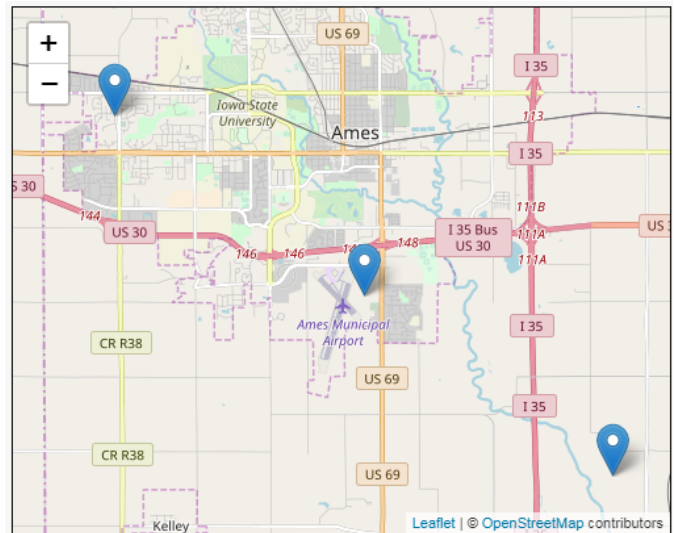 +
−
US 69
I 35
Iowa State
University
113
Ames
I 35
S 30
144
111B
US 30
I 35 Bus
US 30
111A
US 3
146
146
148
111A
Ames Municipal
Airport
I 35
CR R38
US 69
I 35
CR R38
US 69
Kelley
Leaflet | © OpenStreetMap contributors